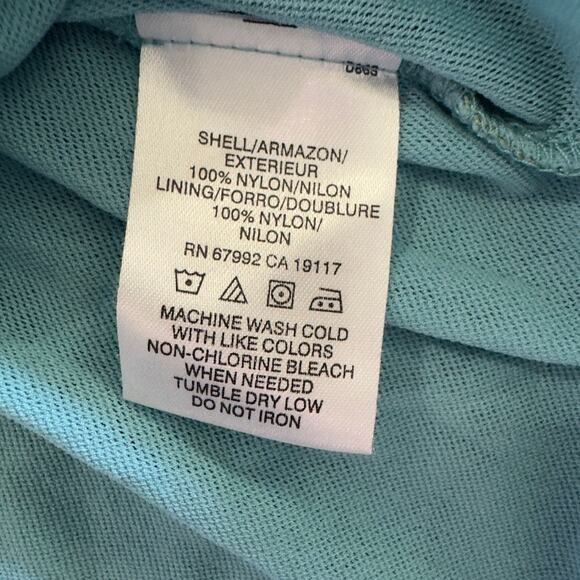 D86S
SHELL/ARMAZON/
EXTERIEUR
100% NYLON/NILON
LINING/FORRO/DOUBLURE
100% NYLON/
NILON
RN 67992 CA 19117
MACHINE WASH COLD
WITH LIKE COLORS
NON-CHLORINE BLEACH
WHEN NEEDED
TUMBLE DRY LOW
DO NOT IRON